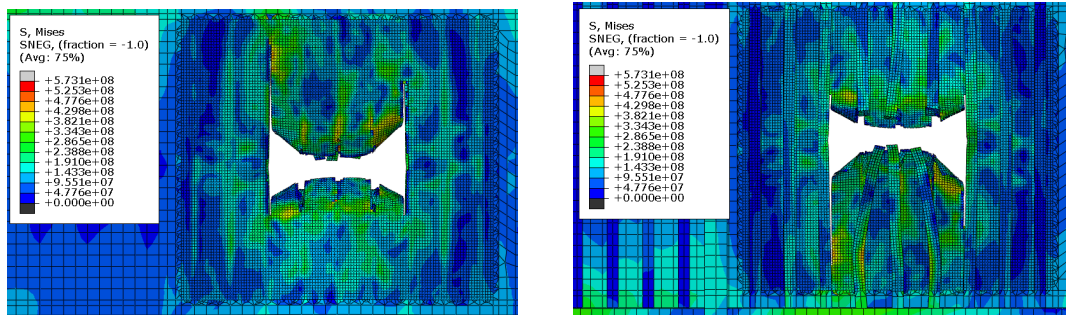 S, Mises
SNEG, (fraction = -1.0)
(Avg: 75%)
+5.731e+08
+5.253e+08
+4.776e+08
+4.298e+08
+3.821e+08
+3.343e+08
+2.865e+08
+2.388e+08
+1.910e+08
+1.433e+08
+9.551e+07
+4.776e+07
+0.000e+00
S, Mises
SNEG, (fraction = -1.0)
(Avg: 75%)
+5.731e+08
+5.253e+08
+4.776e+08
+4.298e+08
+3.821e+08
+3.343e+08
+2.865e+08
+2.388e+08
+1.910e+08
+1.433e+08
+9.551e+07
+4.776e+07
+0.000e+00